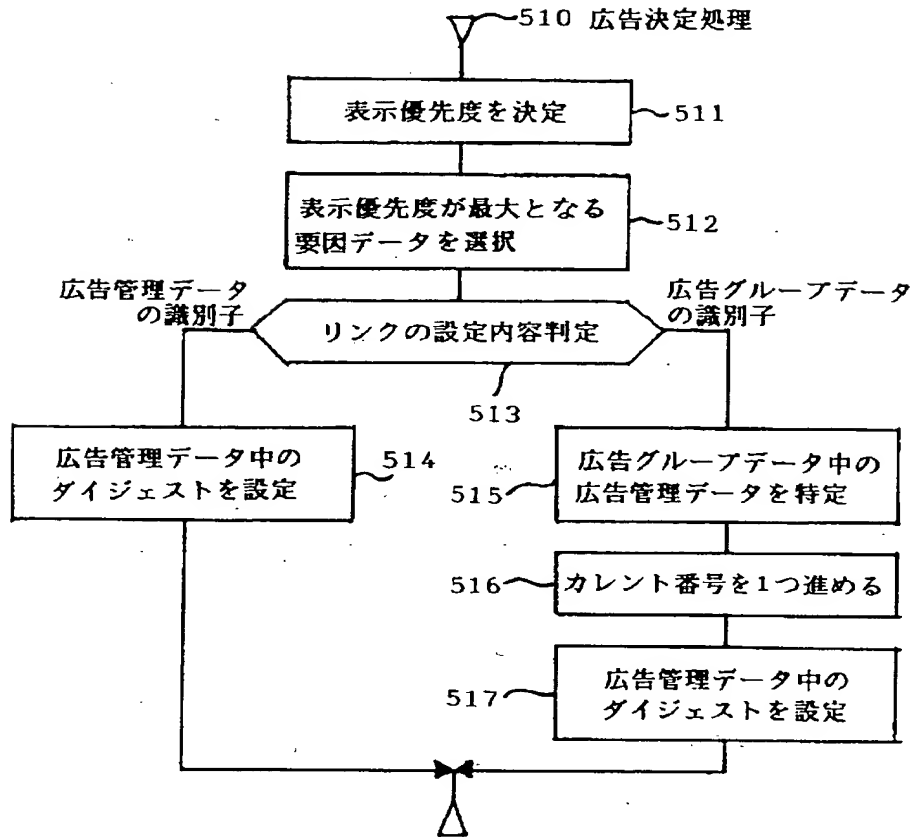 510 広告決定処理
表示優先度を決定
511
表示優先度が最大となる
要因データを選択
512
広告管理データ
の識別子
広告グループデータ
の識別子
リンクの設定内容判定
513
広告管理データ中の
ダイジェストを設定
514
広告グループデータ中の
広告管理データを特定
515
カレント番号を1つ進める
516
広告管理データ中の
ダイジェストを設定
517